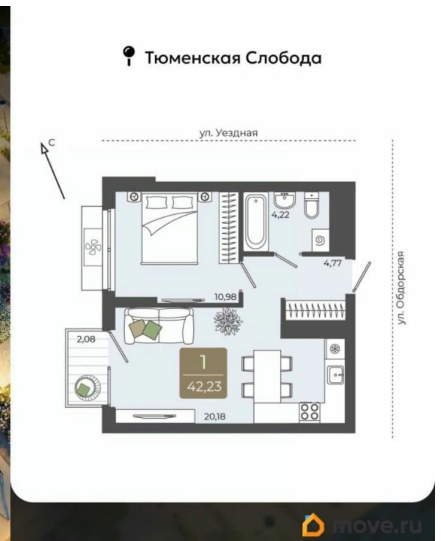 Тюменская Слобода
ул. Уездная
С
4,22
4,77
10,98
ул. Обдорская
2,08
1
42,23
20,18
move.ru